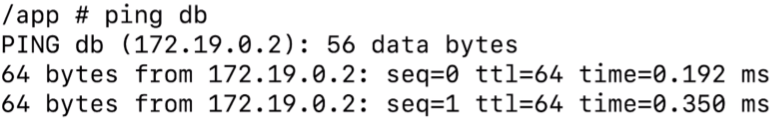 /app # ping db
PING db (172.19.0.2): 56 data bytes
64 bytes from 172.19.0.2: seq=0 ttl=64 time=0.192 ms
64 bytes from 172.19.0.2: seq=1 ttl=64 time=0.350 ms